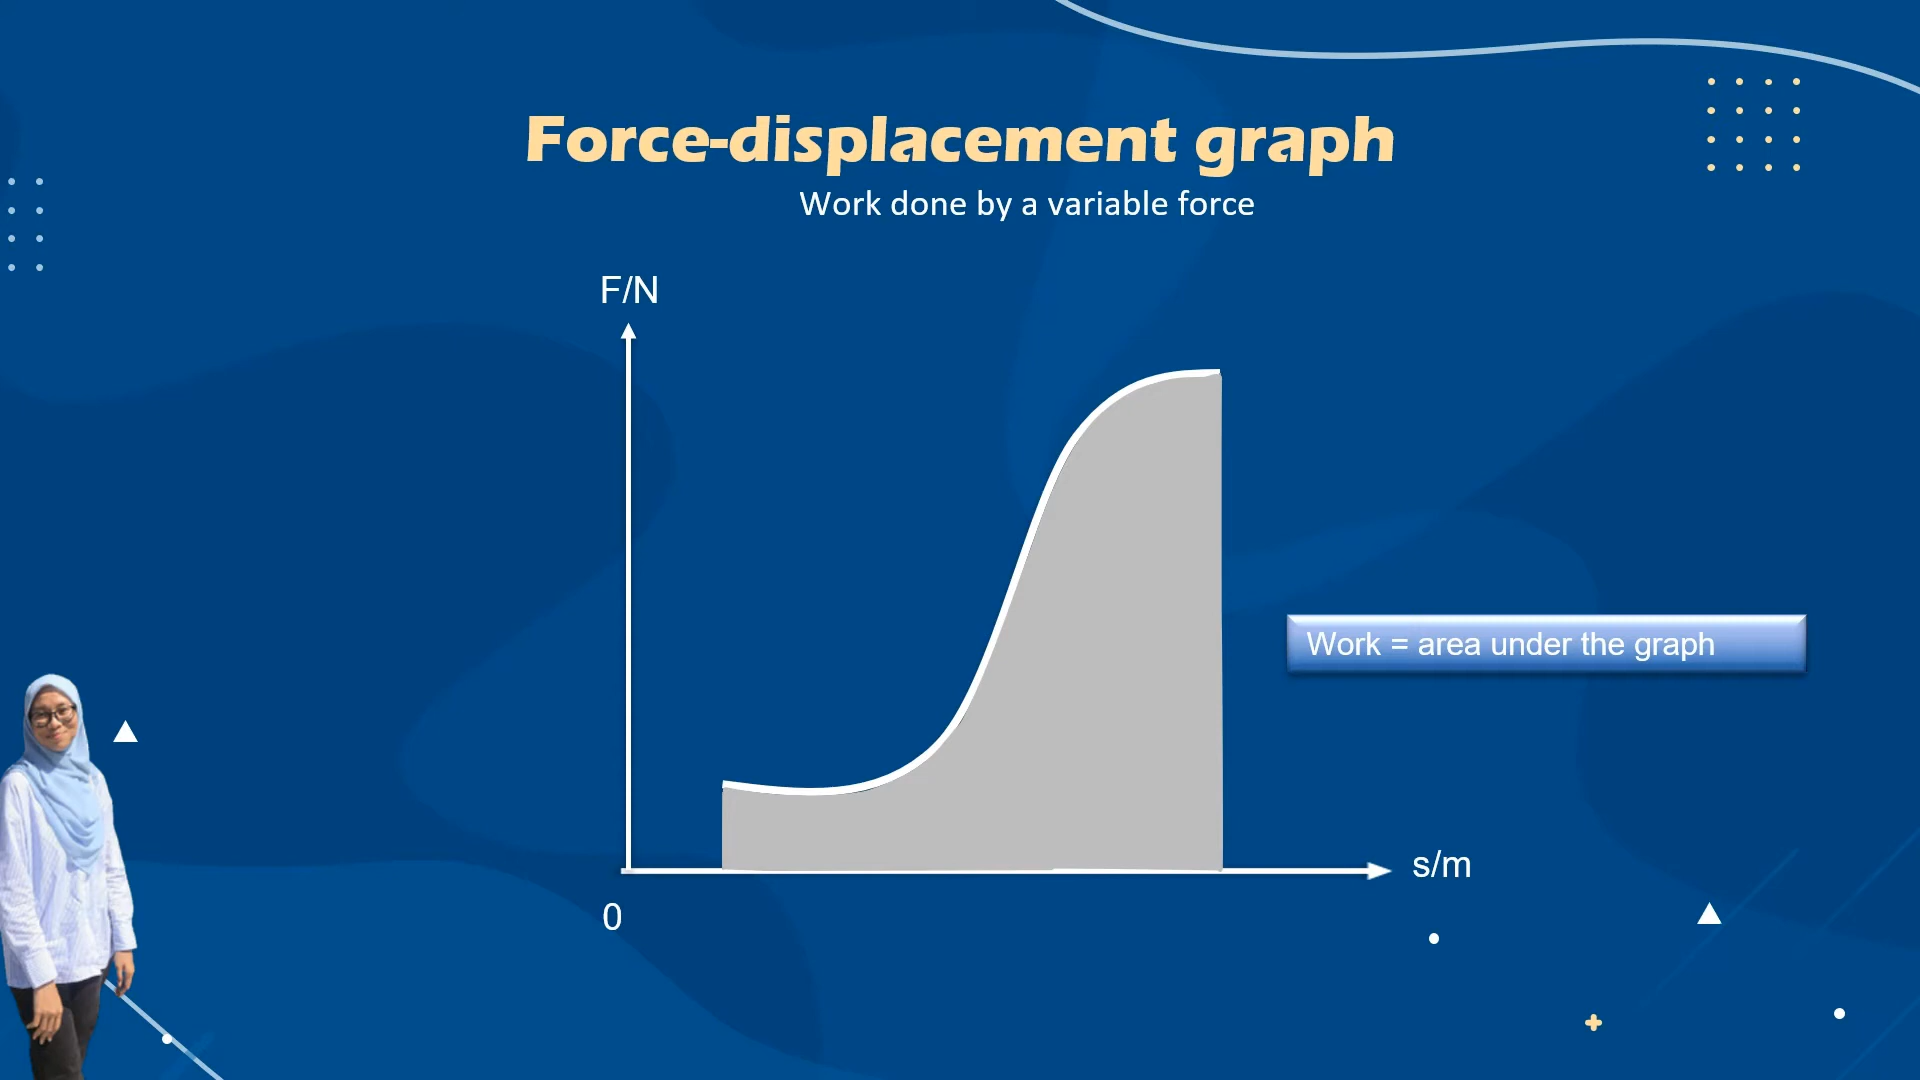 Force-displacement graph
Work done by a variable force
F/N
Work = area under the graph
s/m
0